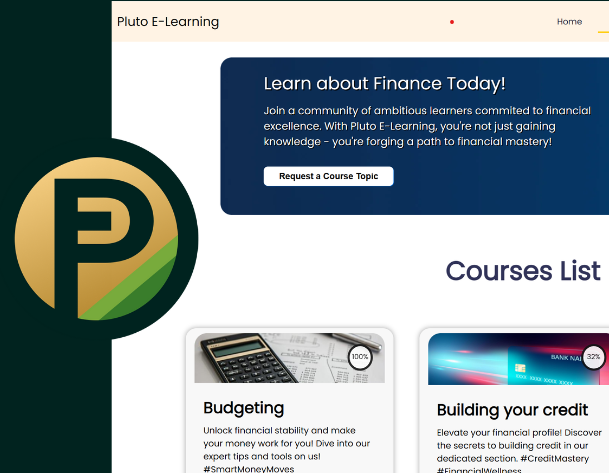 Pluto E-Learning
Home
Learn about Finance Today!
Join a community of ambitious learners commited to financial
excellence. With Pluto E-Learning, you're not just gaining
knowledge - you're forging a path to financial mastery!
Request a Course Topic
Courses List
100%
BANK NA
32%
Budgeting
Unlock financial stability and make
your money work for you! Dive into our
expert tips and tools on us!
#SmartMoneyMoves
Building your credit
Elevate your financial profile! Discover
the secrets to building credit in our
dedicated section. #CreditMastery
#FinancialWellness